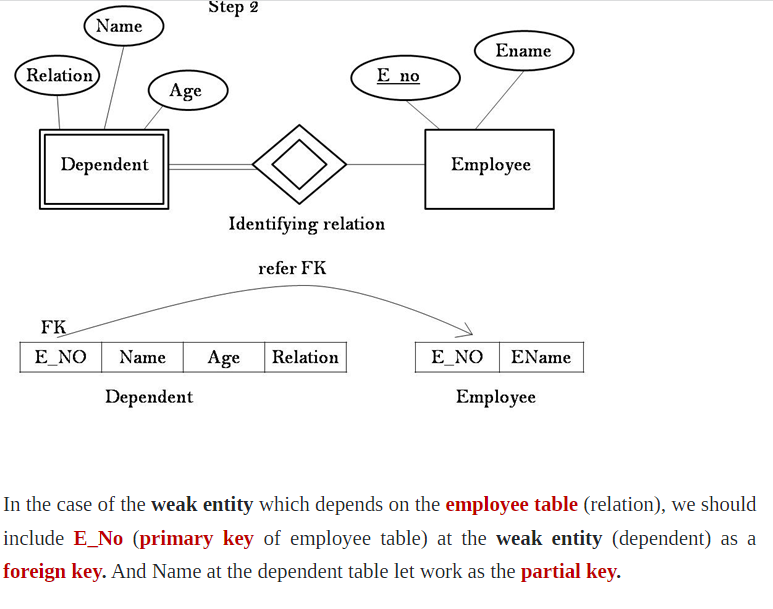 Step 2
Name
Ename
Relation
Age
E_no
Dependent
Employee
Identifying relation
refer FK
FK
E_NO Name Age Relation
E_NO EName
Dependent
Employee
In the case of the weak entity which depends on the employee table (relation), we should
include E_No (primary key of employee table) at the weak entity (dependent) as a
foreign key. And Name at the dependent table let work as the partial key.